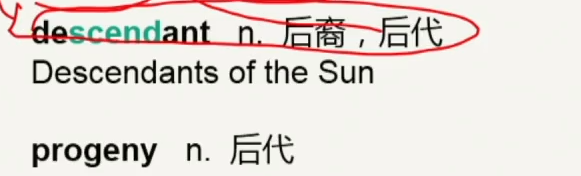 descendant n. 后裔，后代
Descendants of the Sun
progeny n. 后代